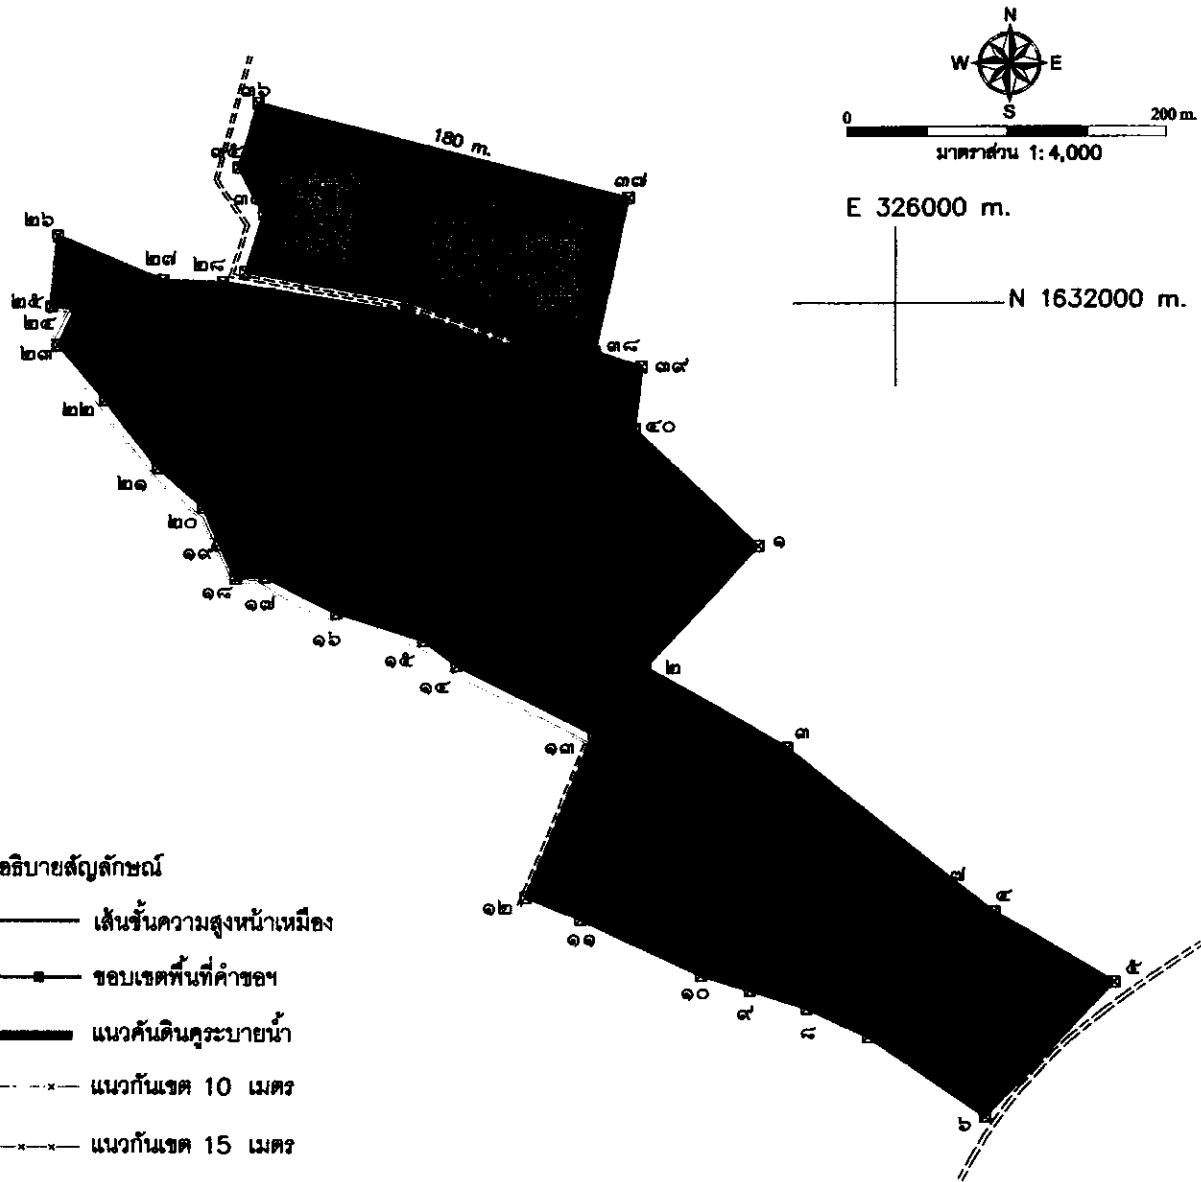 N
W E
S
0 200 m.
มาตราส่วน 1:4,000
E 326000 m.
N 1632000 m.
180 m.
๓๖
๓๕
๓๗
๒๖
๒๗
๒๘
๒๕
๒๔
๒๓
๓๘
๓๙
๒๒
๔๐
๒๑
๒๐
๑๙
๑
๑๘
๑๗
๑๖
๑๕
๒
๑๔
๑๓
๓
๗
๔
๑๒
๑๑
๕
๑๐
๙
๘
๖
อธิบายสัญลักษณ์
เส้นชั้นความสูงหน้าเหมือง
ขอบเขตพื้นที่คำขอฯ
แนวคันดินคูระบายน้ำ
แนวกันเขต 10 เมตร
แนวกันเขต 15 เมตร